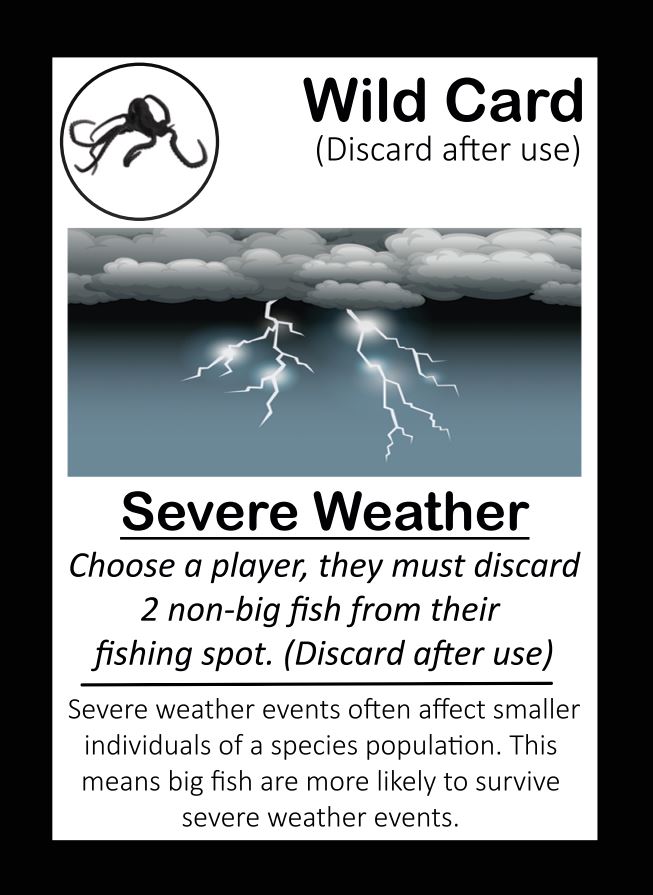 Wild Card
(Discard after use)
Severe Weather
Choose a player, they must discard
2 non-big fish from their
fishing spot. (Discard after use)
Severe weather events often affect smaller
individuals of a species population. This
means big fish are more likely to survive
severe weather events.